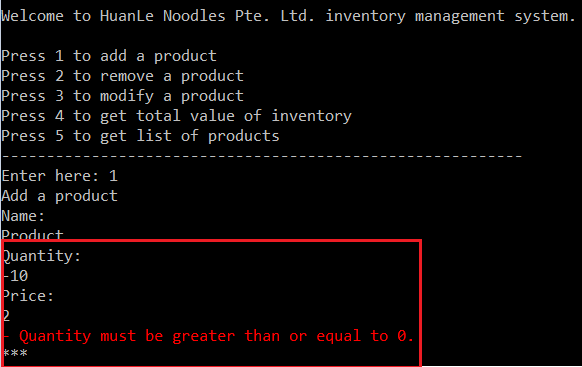 Welcome to HuanLe Noodles Pte. Ltd. inventory management system.
Press 1 to add a product
Press 2 to remove a product
Press 3 to modify a product
Press 4 to get total value of inventory
Press 5 to get list of products
----------------------------------------------------------
Enter here: 1
Add a product
Name:
Product
Quantity:
-10
Price:
2
- Quantity must be greater than or equal to 0.
***